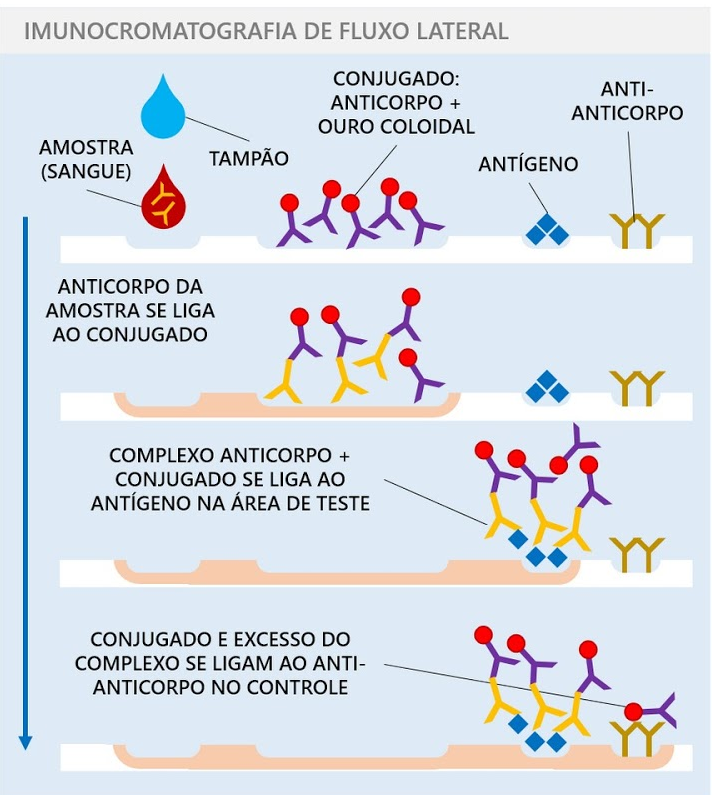 IMUNOCROMATOGRAFIA DE FLUXO LATERAL
CONJUGADO:
ANTICORPO +
OURO COLOIDAL
ANTI-
ANTICORPO
AMOSTRA
(SANGUE)
TAMPÃO
ANTÍGENO
ANTICORPO DA
AMOSTRA SE LIGA
AO CONJUGADO
COMPLEXO ANTICORPO +
CONJUGADO SE LIGA AO
ANTÍGENO NA ÁREA DE TESTE
CONJUGADO E EXCESSO DO
COMPLEXO SE LIGAM AO ANTI-
ANTICORPO NO CONTROLE